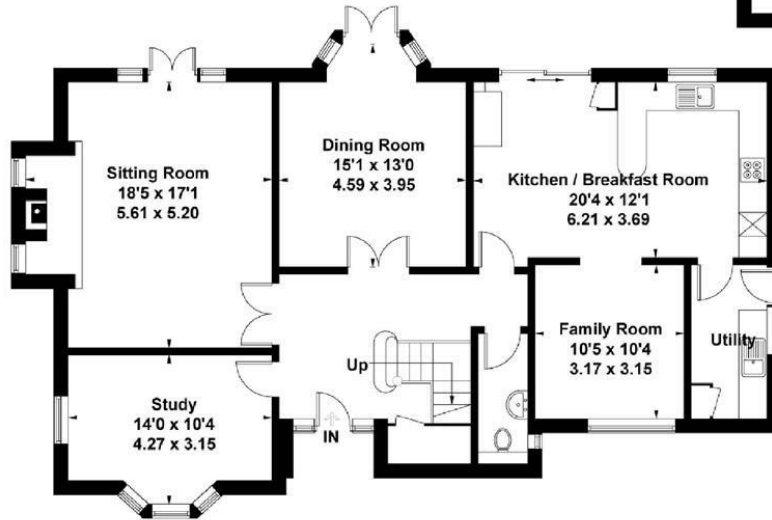 Sitting Room
18'5 x 17'1
5.61 x 5.20
Dining Room
15'1 x 13'0
4.59 x 3.95
Kitchen / Breakfast Room
20'4 x 12'1
6.21 x 3.69
Family Room
10'5 x 10'4
3.17 x 3.15
Utility
Up
Study
14'0 x 10'4
4.27 x 3.15
IN